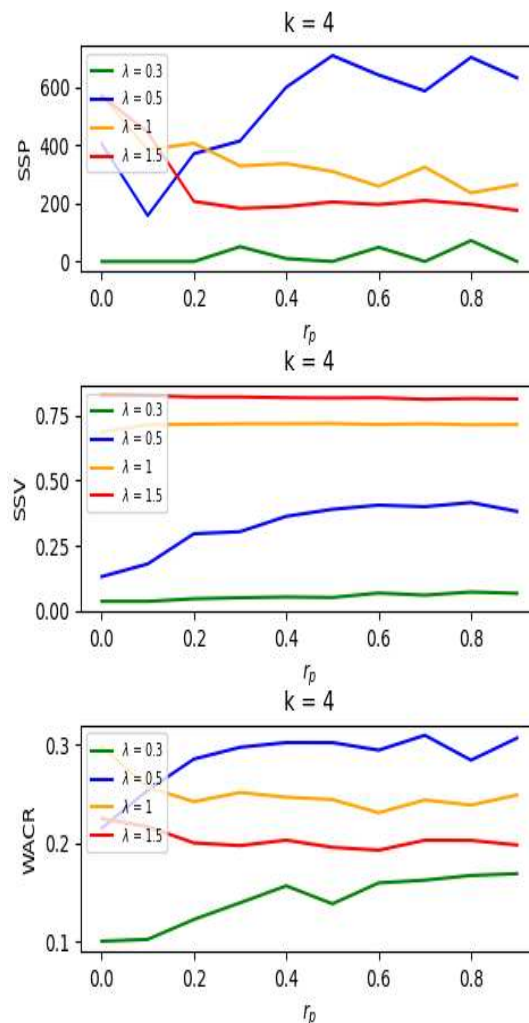 k = 4
SSP
600
400
200
0
λ = 0.3
λ = 0.5
λ = 1
λ = 1.5
0.0 0.2 0.4 0.6 0.8
r_p
k = 4
SSV
0.75
0.50
0.25
0.00
λ = 0.3
λ = 0.5
λ = 1
λ = 1.5
0.0 0.2 0.4 0.6 0.8
r_p
k = 4
WACR
0.3
0.2
0.1
λ = 0.3
λ = 0.5
λ = 1
λ = 1.5
0.0 0.2 0.4 0.6 0.8
r_p